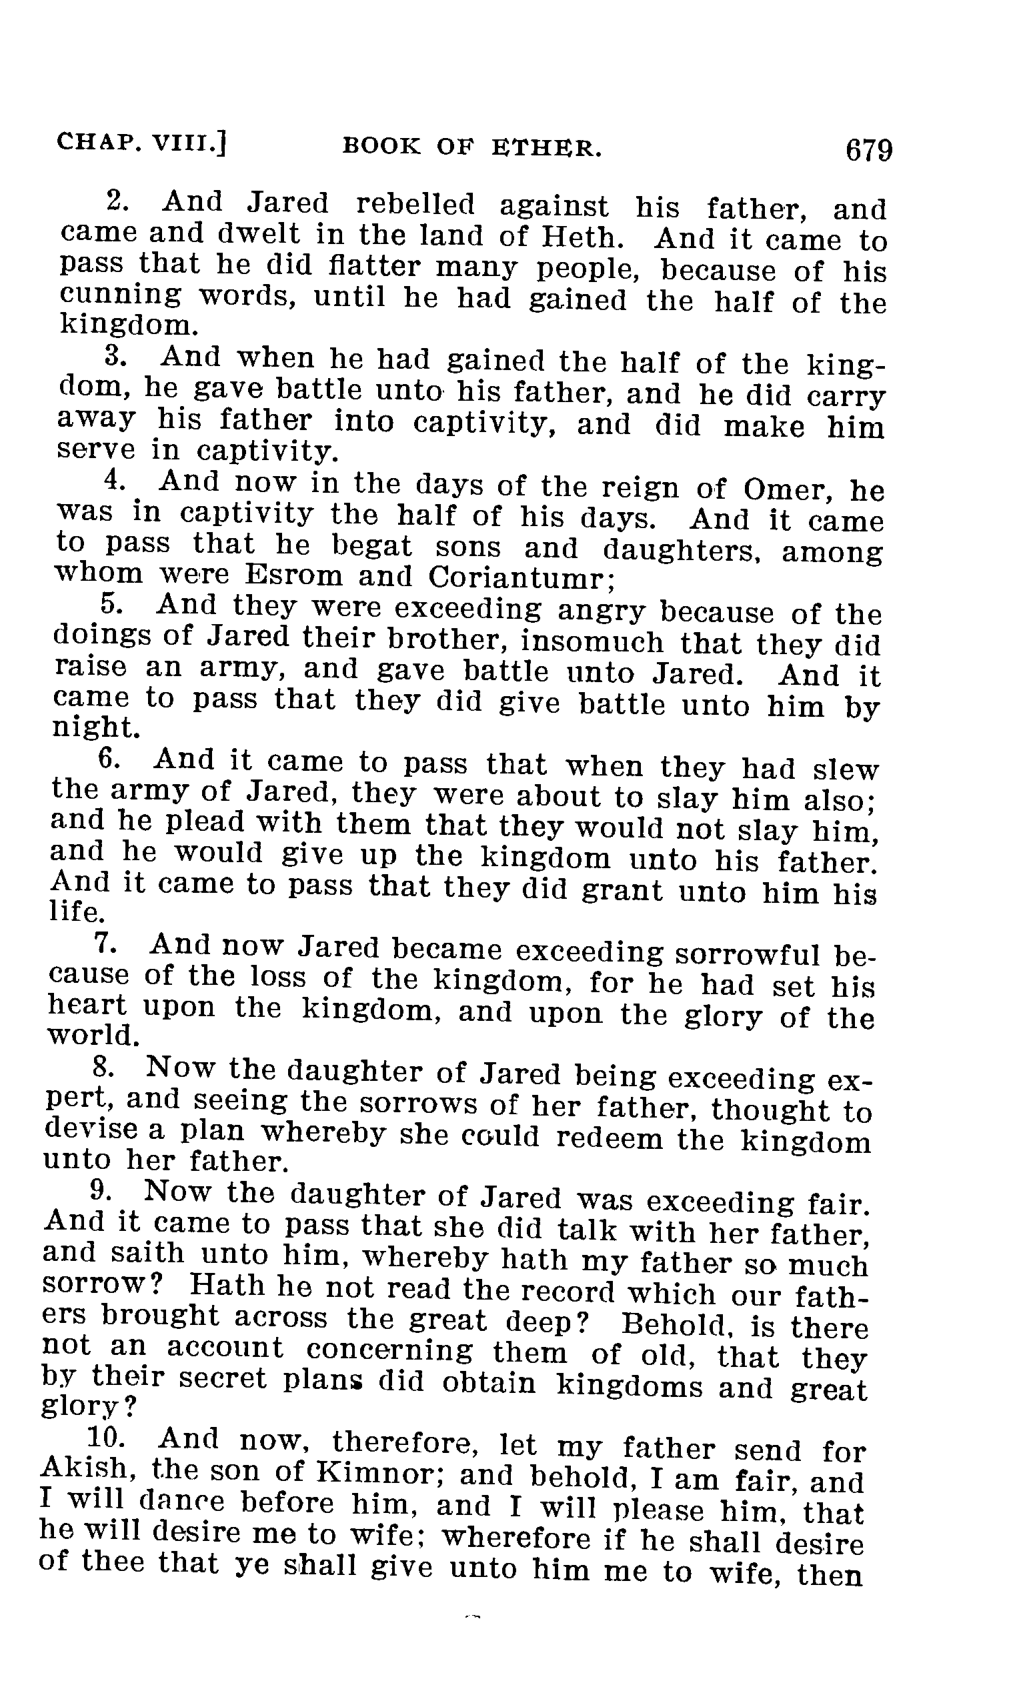 CHAP. VIII.] BOOK OF ETHER. 679
2. And Jared rebelled against his father, and
came and dwelt in the land of Heth. And it came to
pass that he did flatter many people, because of his
cunning words, until he had gained the half of the
kingdom.
3. And when he had gained the half of the king-
dom, he gave battle unto his father, and he did carry
away his father into captivity, and did make him
serve in captivity.
4. And now in the days of the reign of Omer, he
was in captivity the half of his days. And it came
to pass that he begat sons and daughters, among
whom were Esrom and Coriantumr;
5. And they were exceeding angry because of the
doings of Jared their brother, insomuch that they did
raise an army, and gave battle unto Jared. And it
came to pass that they did give battle unto him by
night.
6. And it came to pass that when they had slew
the army of Jared, they were about to slay him also;
and he plead with them that they would not slay him,
and he would give up the kingdom unto his father.
And it came to pass that they did grant unto him his
life.
7. And now Jared became exceeding sorrowful be-
cause of the loss of the kingdom, for he had set his
heart upon the kingdom, and upon the glory of the
world.
8. Now the daughter of Jared being exceeding ex-
pert, and seeing the sorrows of her father, thought to
devise a plan whereby she could redeem the kingdom
unto her father.
9. Now the daughter of Jared was exceeding fair.
And it came to pass that she did talk with her father,
and saith unto him, whereby hath my father so much
sorrow? Hath he not read the record which our fath-
ers brought across the great deep? Behold, is there
not an account concerning them of old, that they
by their secret plans did obtain kingdoms and great
glory?
10. And now, therefore, let my father send for
Akish, the son of Kimnor; and behold, I am fair, and
I will dance before him, and I will please him, that
he will desire me to wife; wherefore if he shall desire
of thee that ye shall give unto him me to wife, then